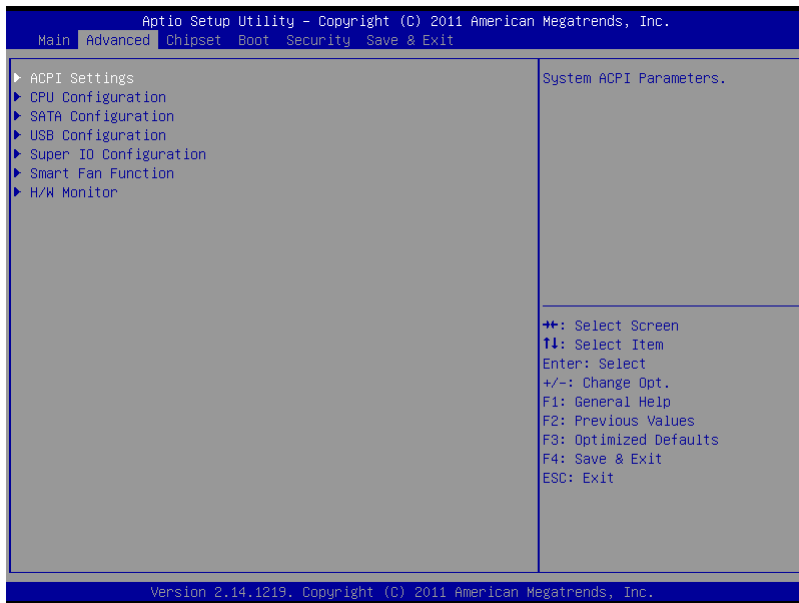 Aptio Setup Utility – Copyright (C) 2011 American Megatrends, Inc.
Main Advanced Chipset Boot Security Save & Exit
ACPI Settings
CPU Configuration
SATA Configuration
USB Configuration
Super IO Configuration
Smart Fan Function
H/W Monitor
System ACPI Parameters.
→←: Select Screen
↑↓: Select Item
Enter: Select
+/-: Change Opt.
F1: General Help
F2: Previous Values
F3: Optimized Defaults
F4: Save & Exit
ESC: Exit
Version 2.14.1219. Copyright (C) 2011 American Megatrends, Inc.